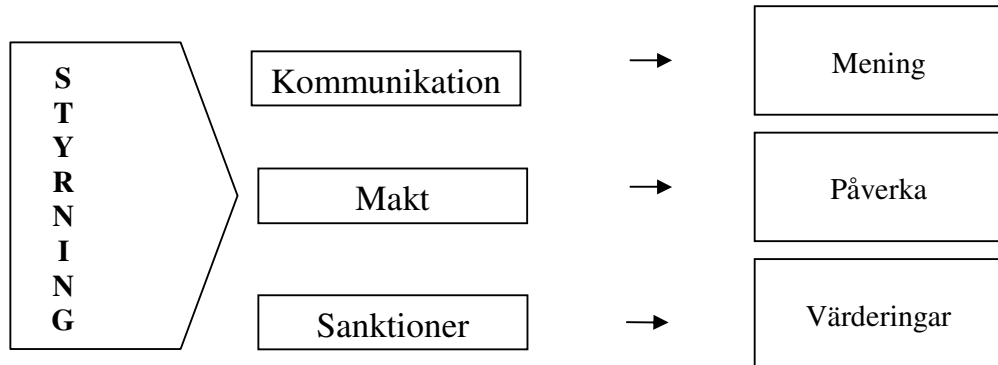 STYRNING
Kommunikation
Mening
Makt
Påverka
Sanktioner
Värderingar